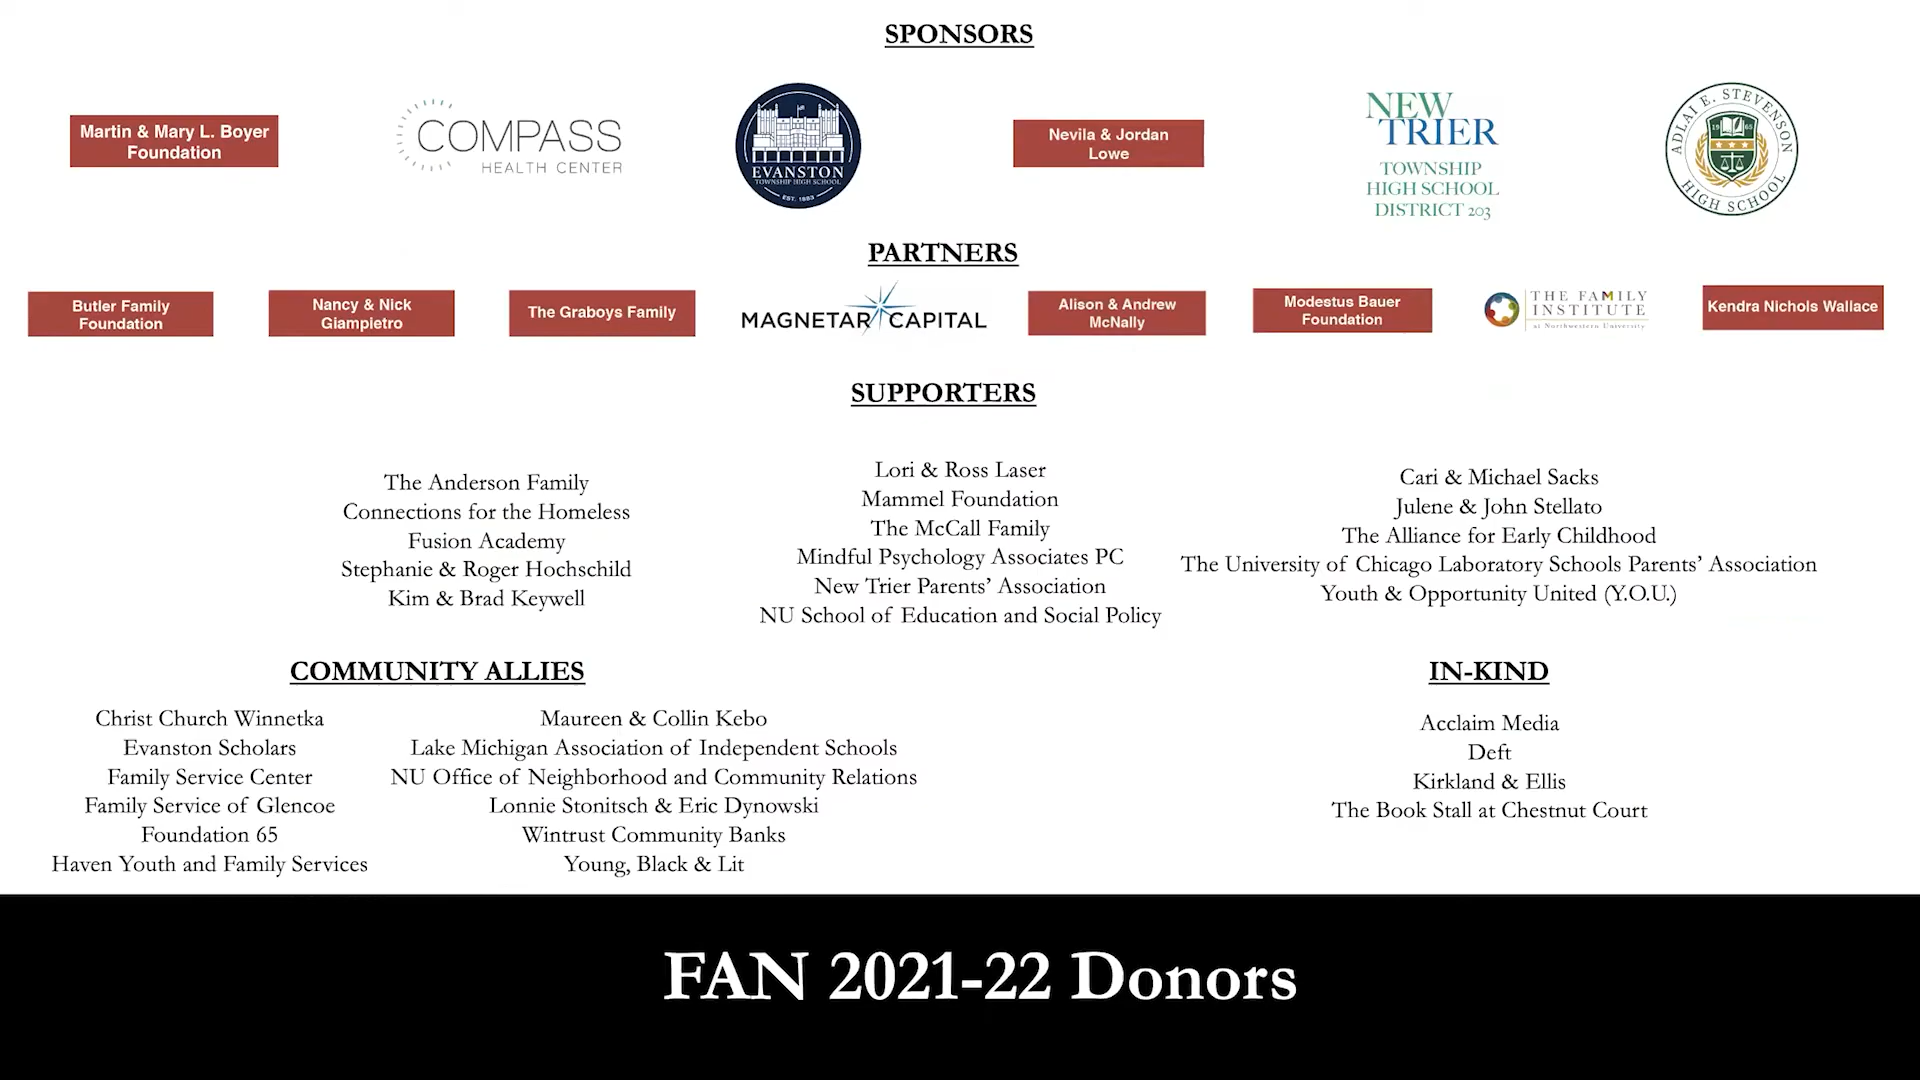 SPONSORS
Martin & Mary L. Boyer
Foundation
COMPASS
HEALTH CENTER
EVANSTON
TOWNSHIP HIGH SCHOOL
EST. 1883
Nevila & Jordan
Lowe
NEW
TRIER
TOWNSHIP
HIGH SCHOOL
DISTRICT 203
ADLAI E. STEVENSON
1965
HIGH SCHOOL
PARTNERS
Butler Family
Foundation
Nancy & Nick
Giampietro
The Graboys Family
MAGNETAR CAPITAL
Alison & Andrew
McNally
Modestus Bauer
Foundation
THE FAMILY
INSTITUTE
at Northwestern University
Kendra Nichols Wallace
SUPPORTERS
The Anderson Family
Connections for the Homeless
Fusion Academy
Stephanie & Roger Hochschild
Kim & Brad Keywell
Lori & Ross Laser
Mammel Foundation
The McCall Family
Mindful Psychology Associates PC
New Trier Parents’ Association
NU School of Education and Social Policy
Cari & Michael Sacks
Julene & John Stellato
The Alliance for Early Childhood
The University of Chicago Laboratory Schools Parents’ Association
Youth & Opportunity United (Y.O.U.)
COMMUNITY ALLIES
Christ Church Winnetka
Evanston Scholars
Family Service Center
Family Service of Glencoe
Foundation 65
Haven Youth and Family Services
Maureen & Collin Kebo
Lake Michigan Association of Independent Schools
NU Office of Neighborhood and Community Relations
Lonnie Stonitsch & Eric Dynowski
Wintrust Community Banks
Young, Black & Lit
IN-KIND
Acclaim Media
Deft
Kirkland & Ellis
The Book Stall at Chestnut Court
FAN 2021-22 Donors